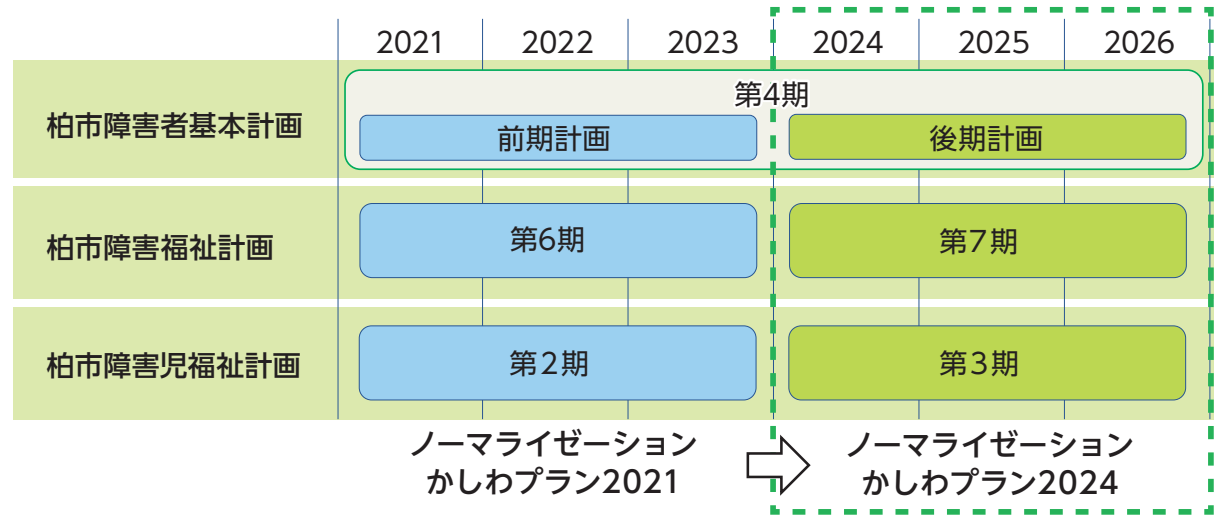 2021 2022 2023 2024 2025 2026
柏市障害者基本計画
第4期
前期計画 後期計画
柏市障害福祉計画 第6期 第7期
柏市障害児福祉計画 第2期 第3期
ノーマライゼーション
かしわプラン2021
ノーマライゼーション
かしわプラン2024